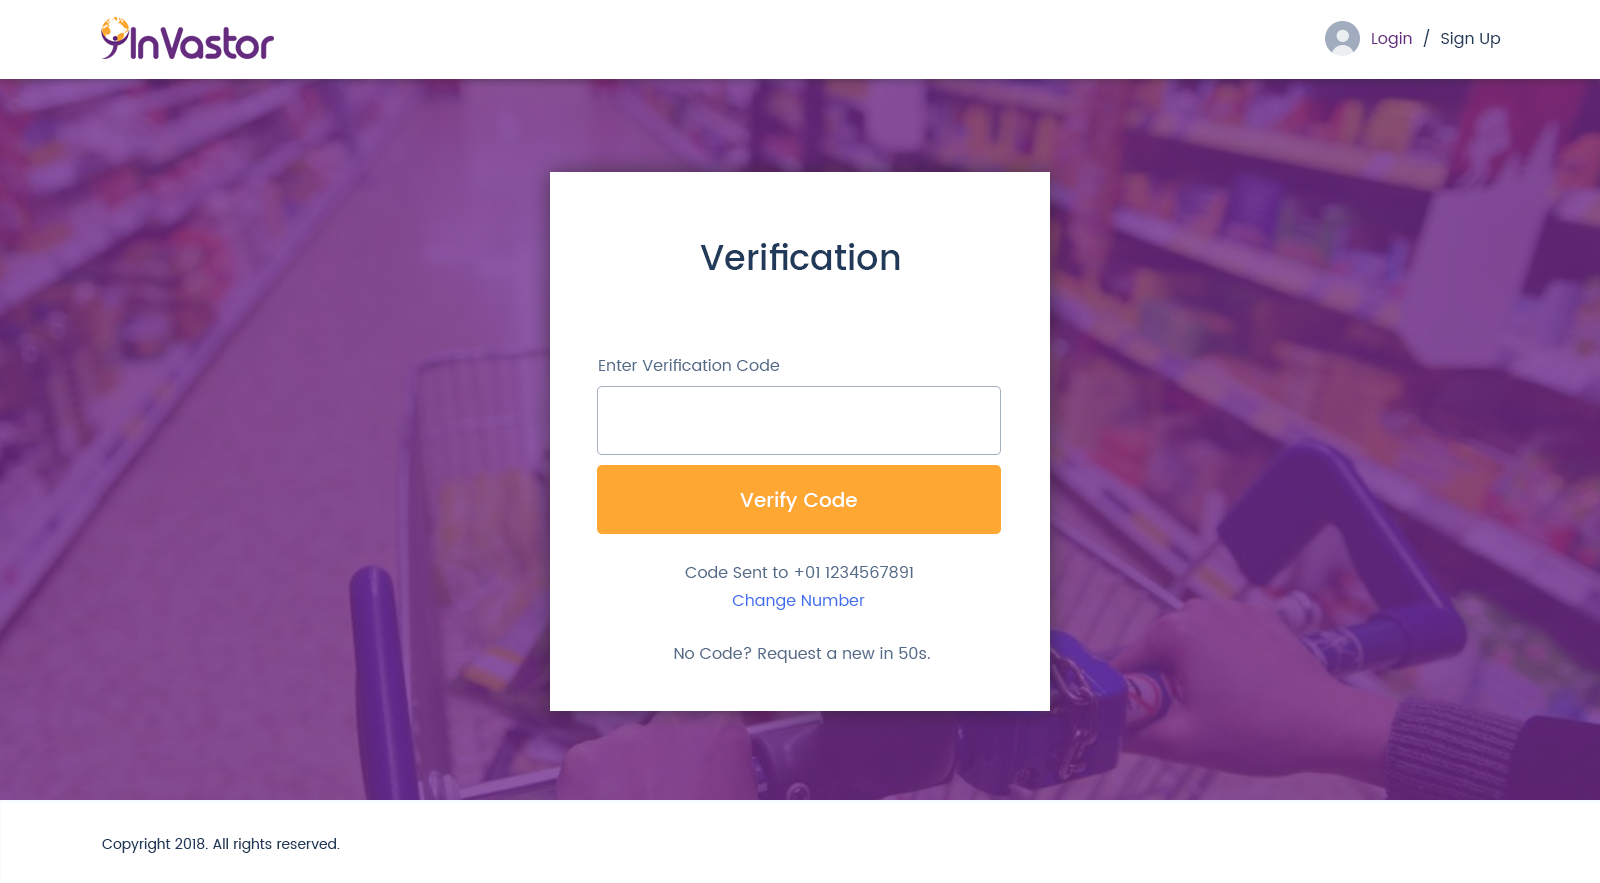 InVastor
Login / Sign Up
Verification
Enter Verification Code
Verify Code
Code Sent to +01 1234567891
Change Number
No Code? Request a new in 50s.
Copyright 2018. All rights reserved.